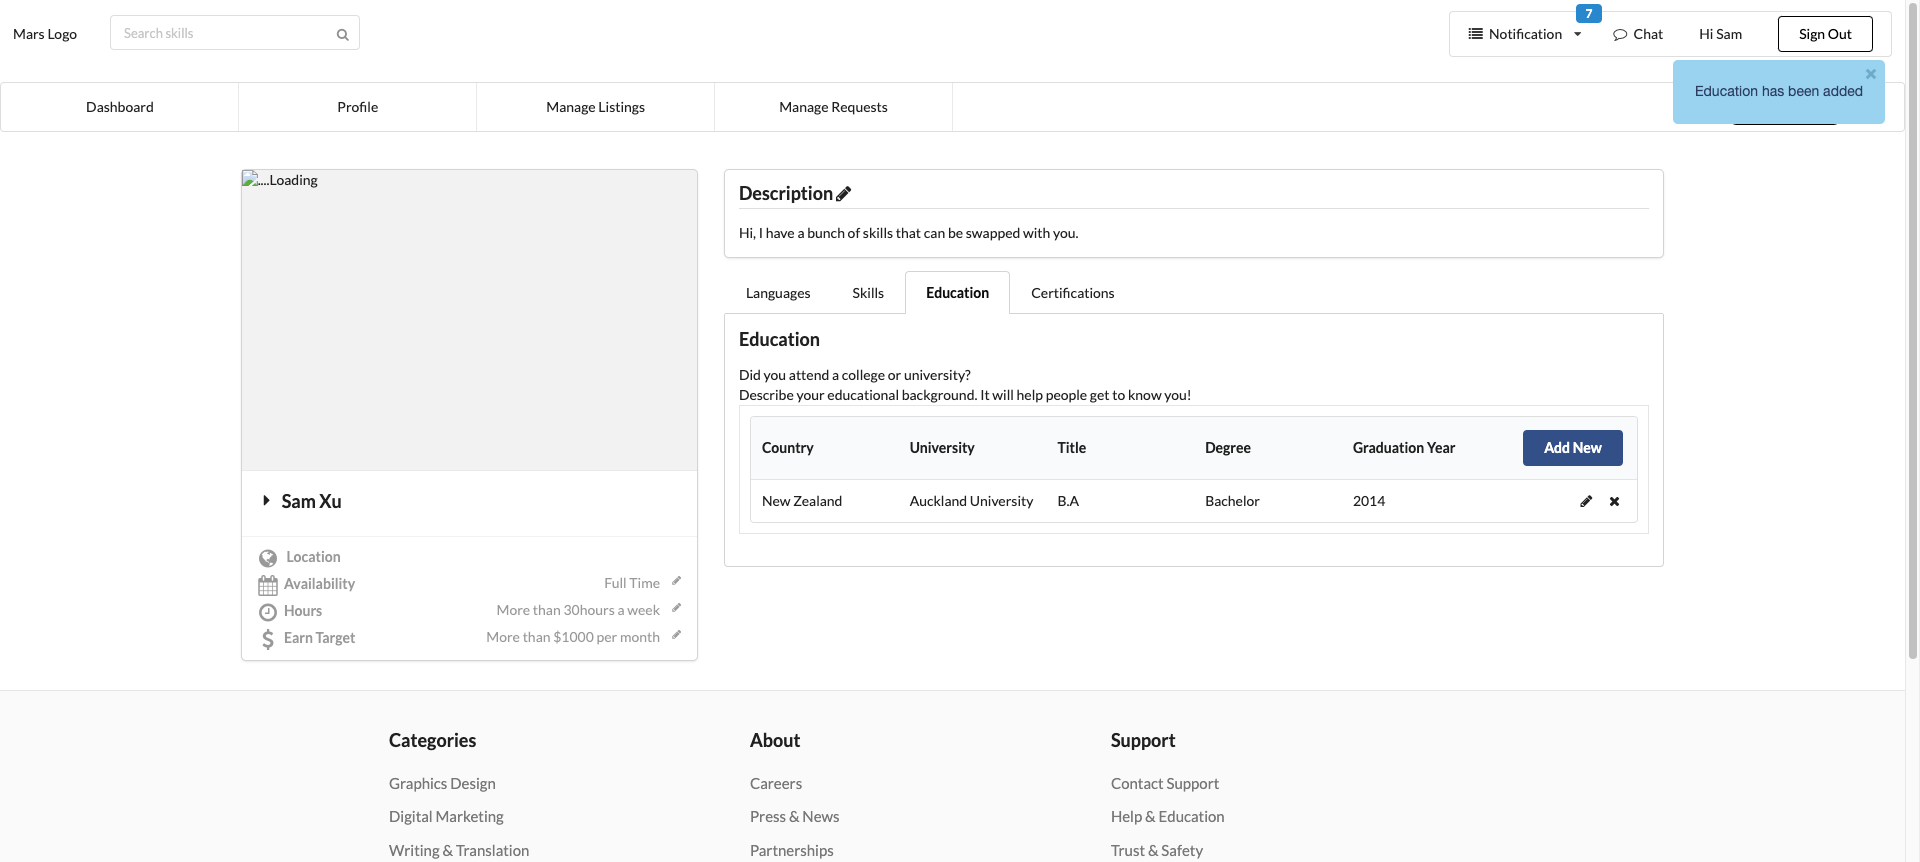 Mars Logo
Search skills
7
Notification
Chat
Hi Sam
Sign Out
Dashboard
Profile
Manage Listings
Manage Requests
Education has been added
....Loading
Sam Xu
Location
Availability
Full Time
Hours
More than 30hours a week
Earn Target
More than $1000 per month
Description
Hi, I have a bunch of skills that can be swapped with you.
Languages
Skills
Education
Certifications
Education
Did you attend a college or university?
Describe your educational background. It will help people get to know you!
Country University Title Degree Graduation Year Add New
New Zealand Auckland University B.A Bachelor 2014
Categories
Graphics Design
Digital Marketing
Writing & Translation
About
Careers
Press & News
Partnerships
Support
Contact Support
Help & Education
Trust & Safety